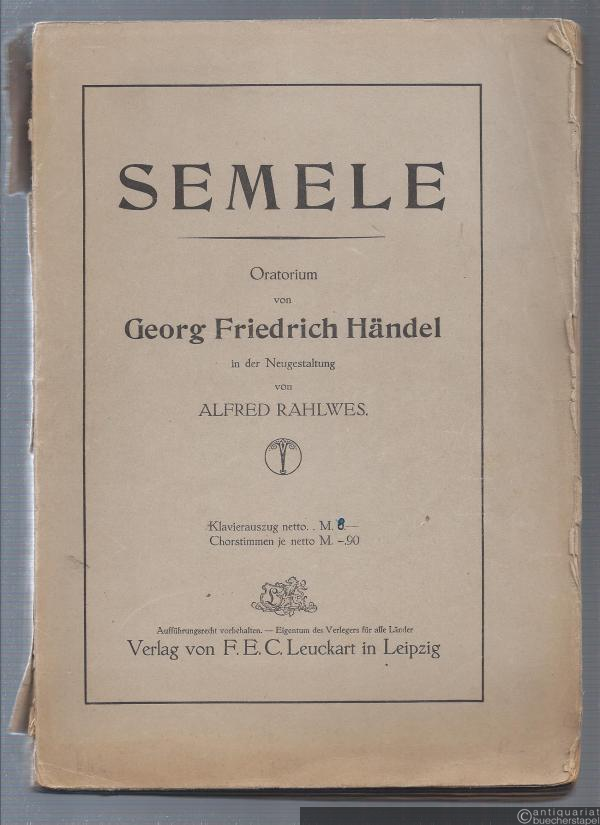 SEMELE
Oratorium
von
Georg Friedrich Händel
in der Neugestaltung
von
ALFRED RAHLWES.
Klavierauszug netto. . M. 8.—
Chorstimmen je netto M. –.90
L
Aufführungsrecht vorbehalten. — Eigentum des Verlegers für alle Länder
Verlag von F. E. C. Leuckart in Leipzig
©antiquariat
buecherstapel